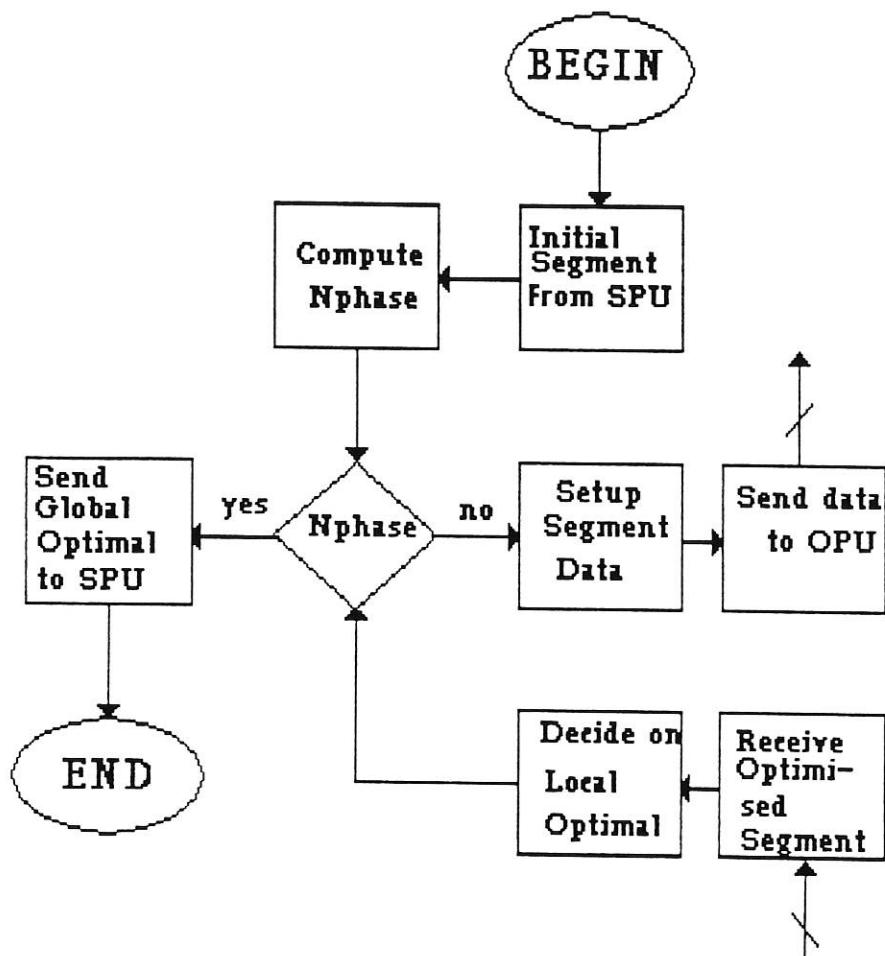 BEGIN
Initial
Segment
From SPU
Compute
Nphase
Send
Global
Optimal
to SPU
yes
Nphase
no
Setup
Segment
Data
Send data
to OPU
Decide on
Local
Optimal
Receive
Optimi-
sed
Segment
END